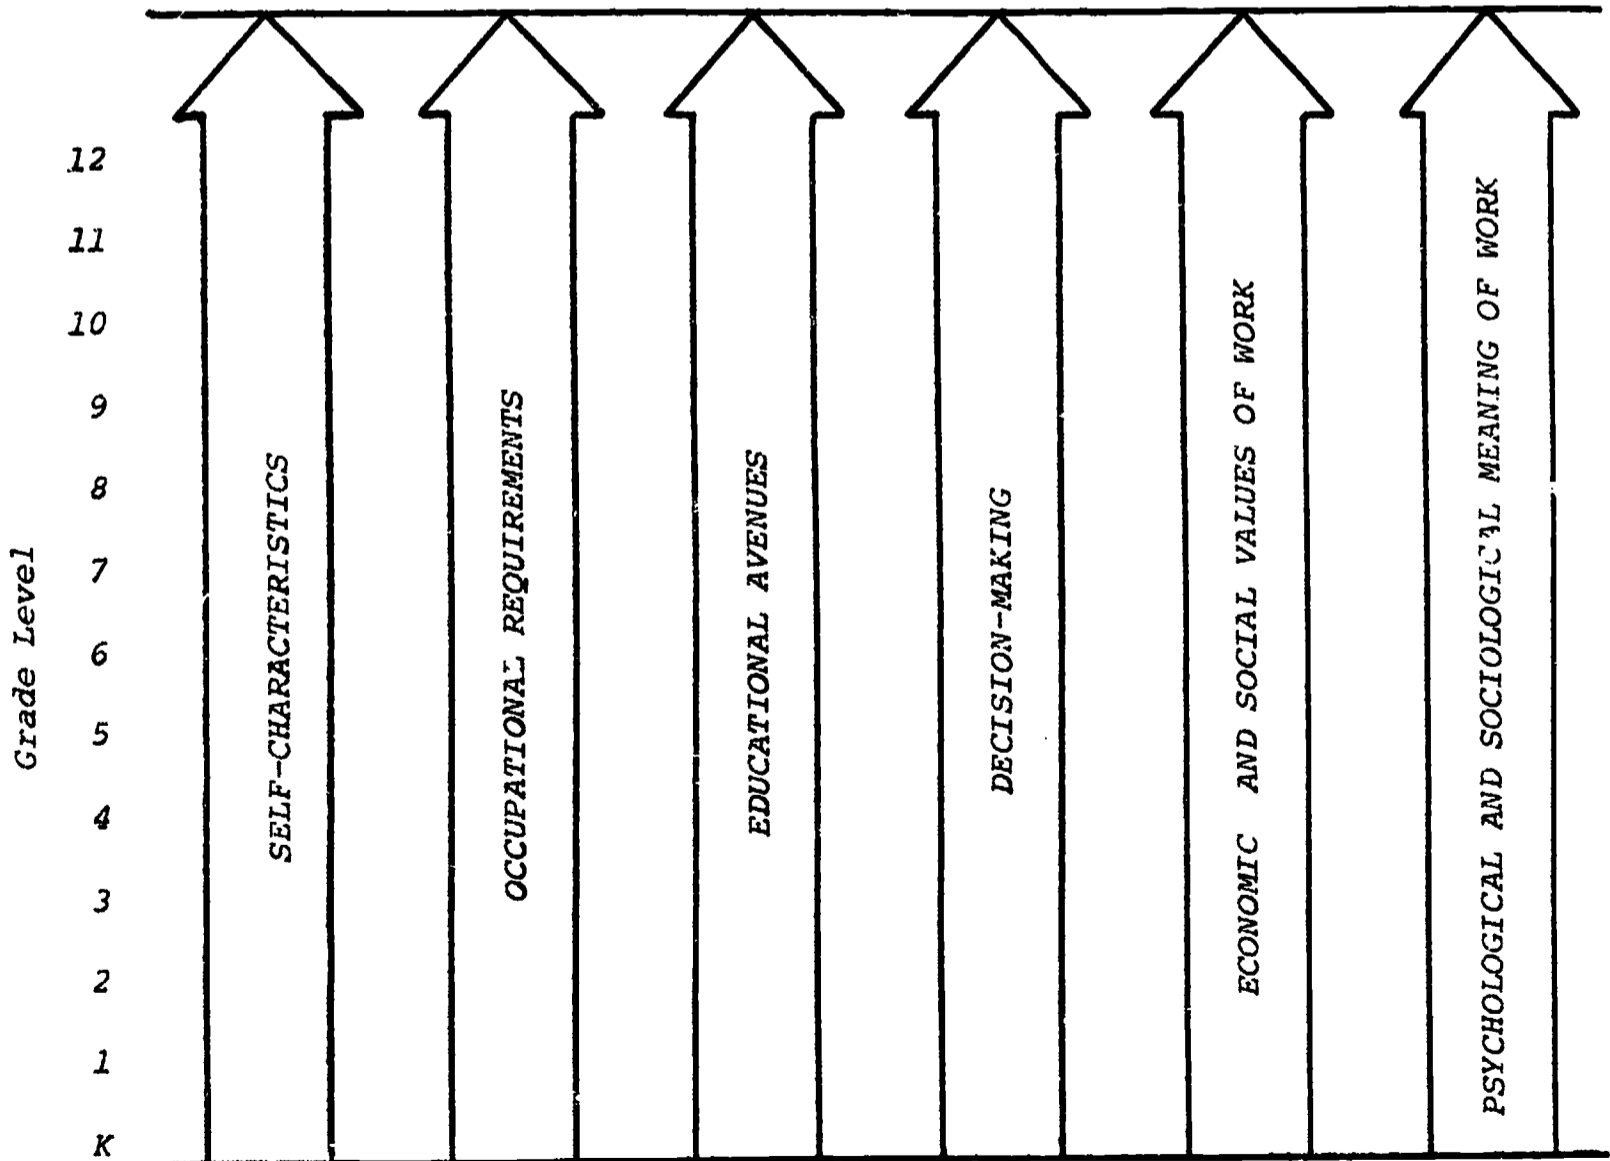 12
11
10
9
8
7
6
5
4
3
2
1
K
Grade Level
SELF-CHARACTERISTICS
OCCUPATIONAL REQUIREMENTS
EDUCATIONAL AVENUES
DECISION-MAKING
ECONOMIC AND SOCIAL VALUES OF WORK
PSYCHOLOGICAL AND SOCIOLOGICAL MEANING OF WORK